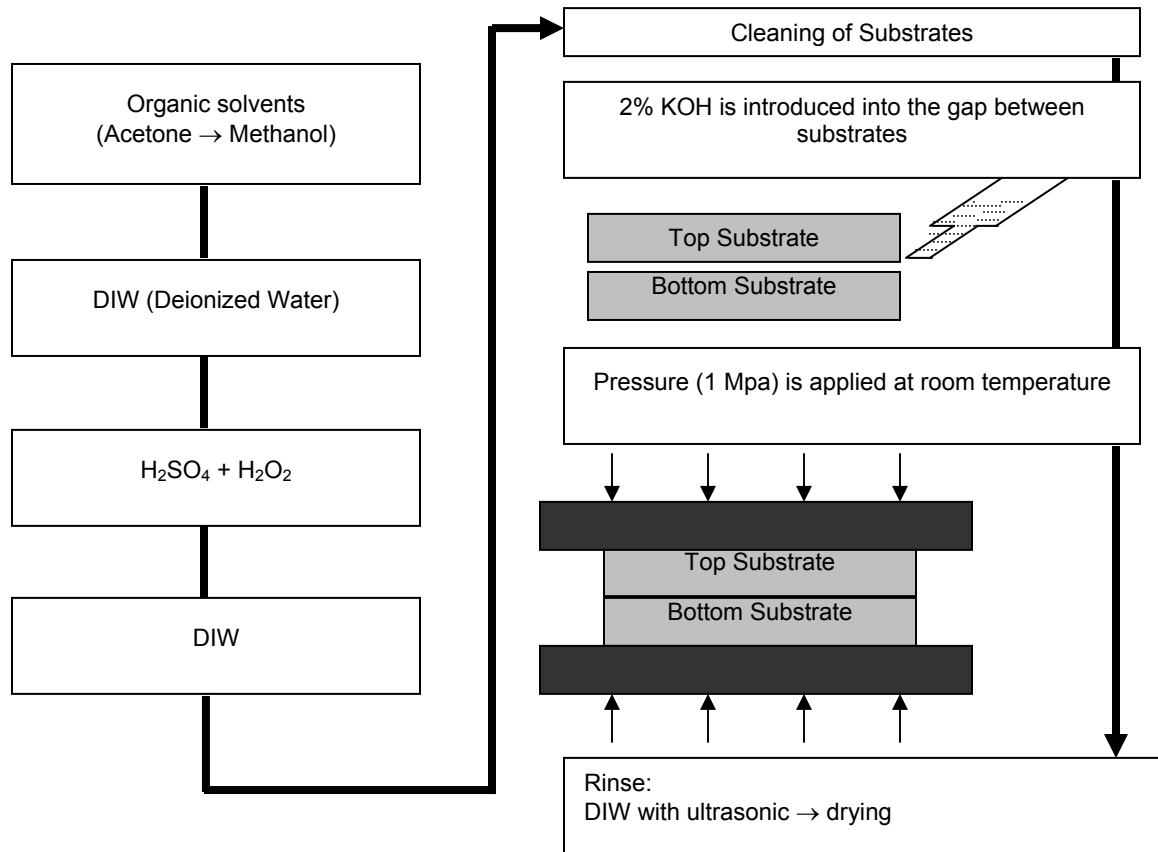 Organic solvents
(Acetone → Methanol)
DIW (Deionized Water)
H₂SO₄ + H₂O₂
DIW
Cleaning of Substrates
2% KOH is introduced into the gap between
substrates
Top Substrate
Bottom Substrate
Pressure (1 Mpa) is applied at room temperature
Top Substrate
Bottom Substrate
Rinse:
DIW with ultrasonic → drying